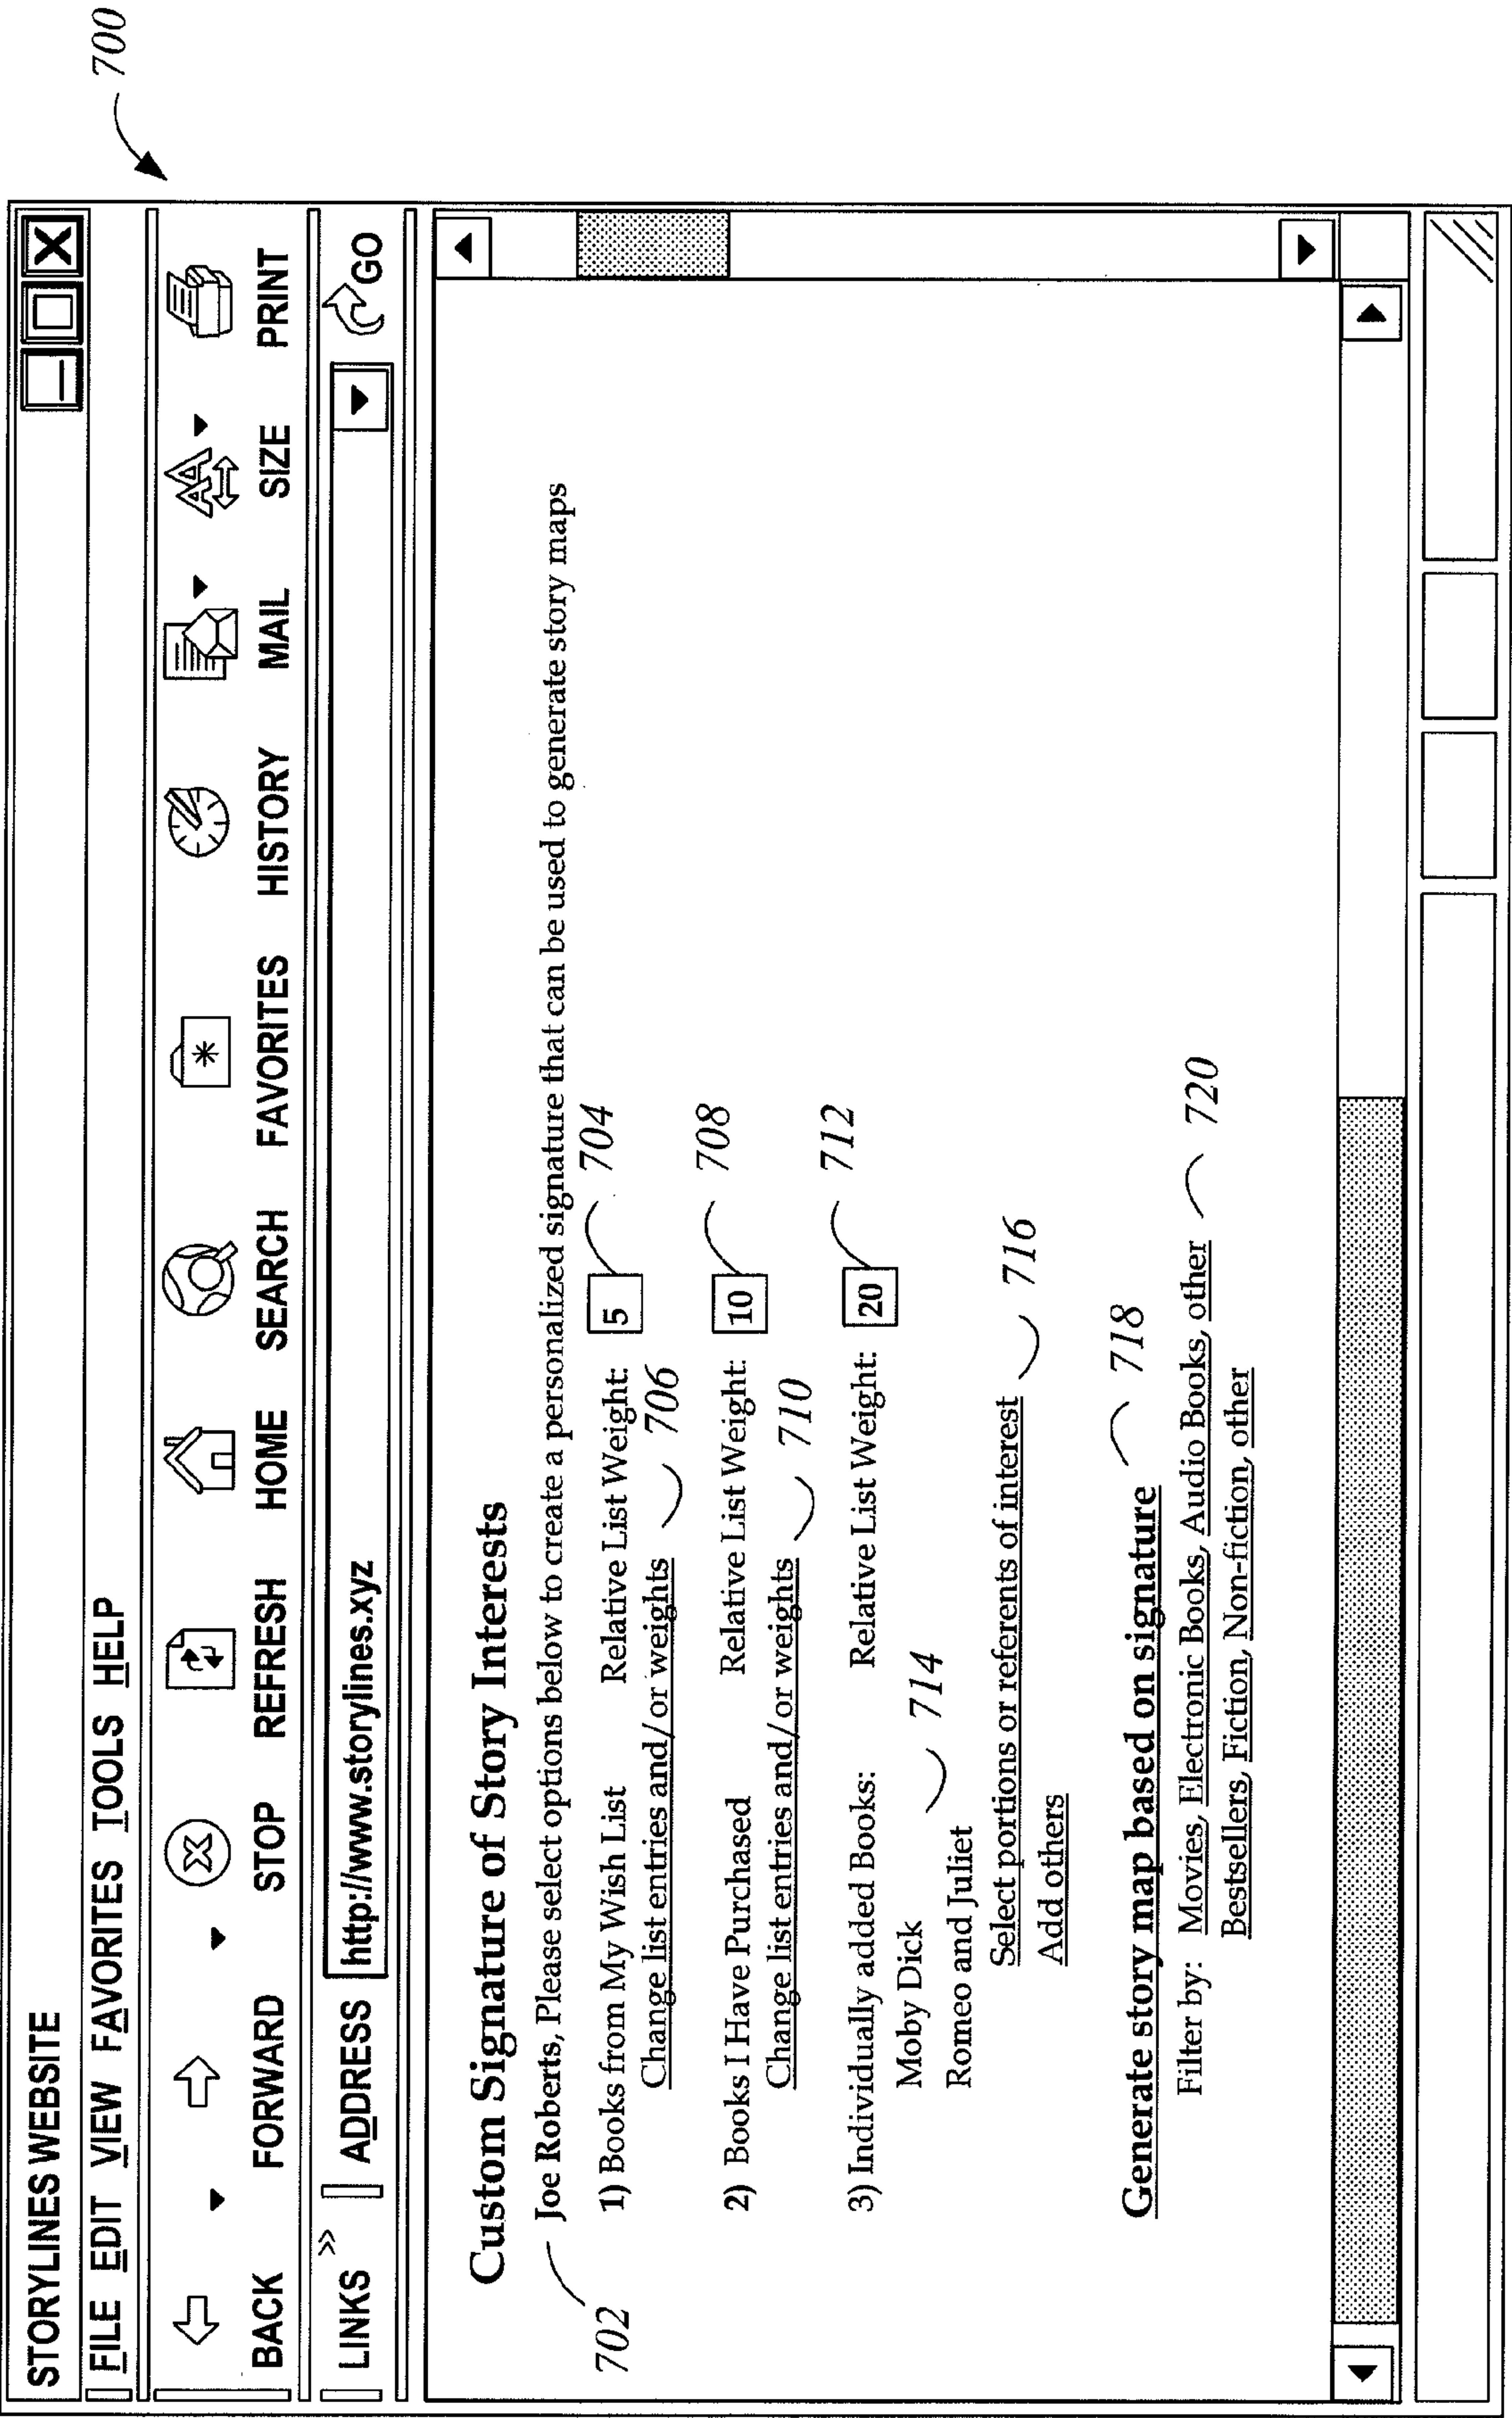 700
STORYLINES WEBSITE
FILE EDIT VIEW FAVORITES TOOLS HELP
BACK FORWARD STOP REFRESH HOME SEARCH FAVORITES HISTORY MAIL SIZE PRINT
LINKS » ADDRESS http://www.storylines.xyz GO
Custom Signature of Story Interests
702 Joe Roberts, Please select options below to create a personalized signature that can be used to generate story maps
1) Books from My Wish List Relative List Weight: 5 704
Change list entries and/or weights 706
2) Books I Have Purchased Relative List Weight: 10 708
Change list entries and/or weights 710
3) Individually added Books: Relative List Weight: 20 712
Moby Dick 714
Romeo and Juliet
Select portions or referents of interest 716
Add others
Generate story map based on signature 718
Filter by: Movies, Electronic Books, Audio Books, other 720
Bestsellers, Fiction, Non-fiction, other